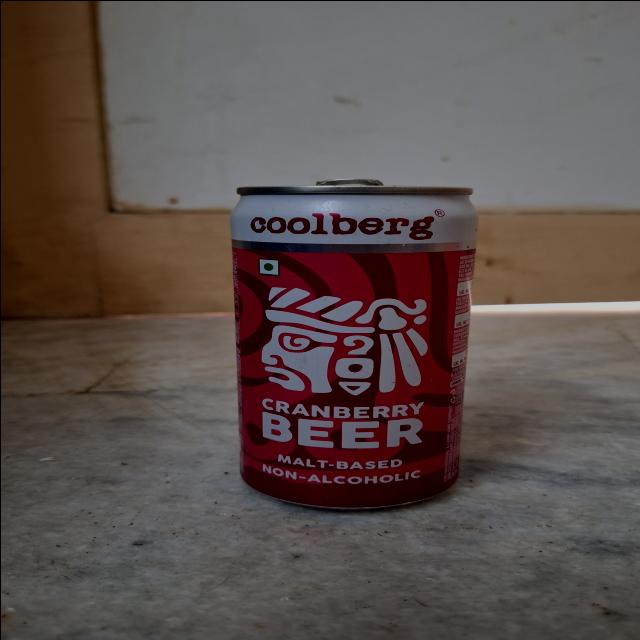 coolberg®
CRANBERRY
BEER
MALT-BASED
NON-ALCOHOLIC